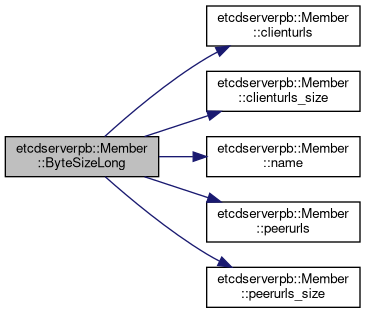 etcdserverpb::Member
::ByteSizeLong
etcdserverpb::Member
::clienturls
etcdserverpb::Member
::clienturls_size
etcdserverpb::Member
::name
etcdserverpb::Member
::peerurls
etcdserverpb::Member
::peerurls_size